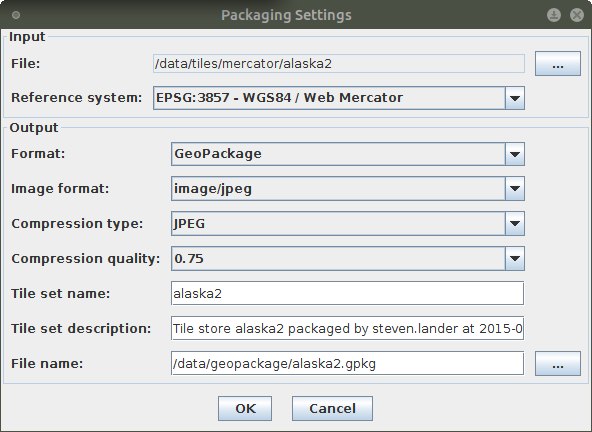 Packaging Settings
Input
File: /data/tiles/mercator/alaska2 ...
Reference system: EPSG:3857 - WGS84 / Web Mercator
Output
Format: GeoPackage
Image format: image/jpeg
Compression type: JPEG
Compression quality: 0.75
Tile set name: alaska2
Tile set description: Tile store alaska2 packaged by steven.lander at 2015-0
File name: /data/geopackage/alaska2.gpkg ...
OK Cancel